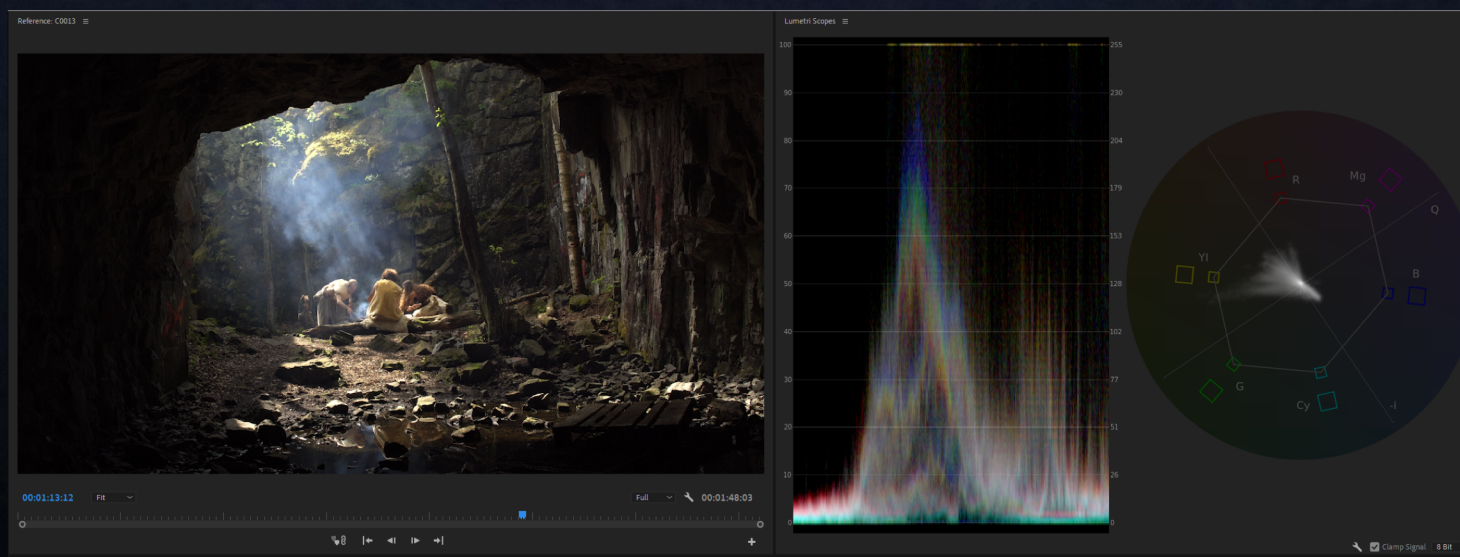 Reference: C0013
Lumetri Scopes
100
90
80
70
60
50
40
30
20
10
0
255
230
204
179
153
128
102
77
51
26
0
R
Mg
Q
B
Yl
G
Cy
-i
00:01:13:12
Fit
Full
00:01:48:03
Clamp Signal
8 Bit